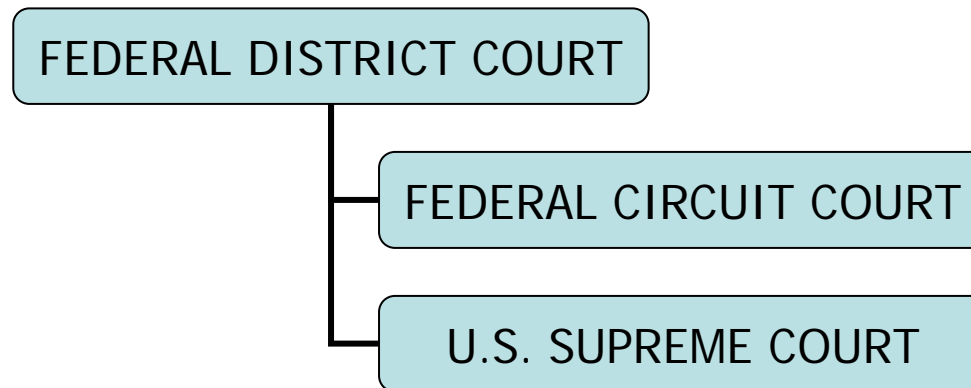 FEDERAL DISTRICT COURT
FEDERAL CIRCUIT COURT
U.S. SUPREME COURT